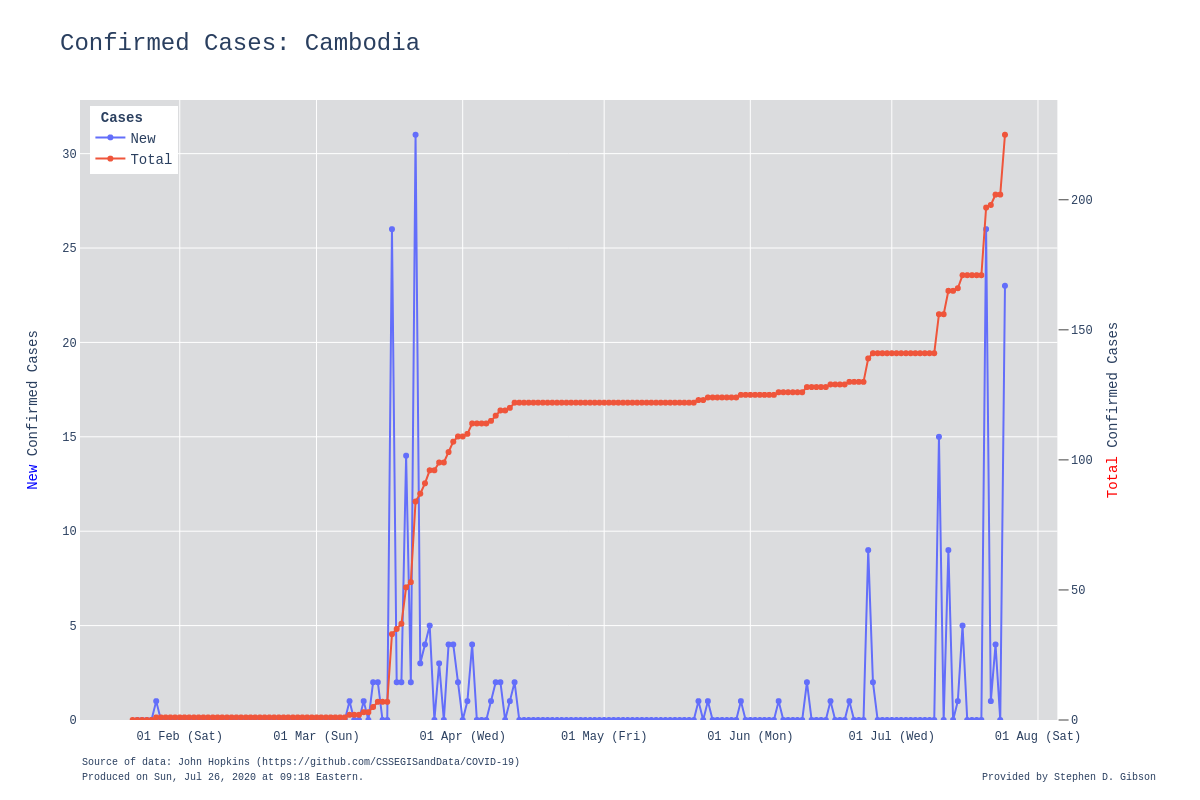 Confirmed Cases: Cambodia
Cases
New
Total
30
25
20
15
10
5
0
200
150
100
50
0
New Confirmed Cases
Total Confirmed Cases
01 Feb (Sat) 01 Mar (Sun) 01 Apr (Wed) 01 May (Fri) 01 Jun (Mon) 01 Jul (Wed) 01 Aug (Sat)
Source of data: John Hopkins (https://github.com/CSSEGISandData/COVID-19)
Produced on Sun, Jul 26, 2020 at 09:18 Eastern.
Provided by Stephen D. Gibson